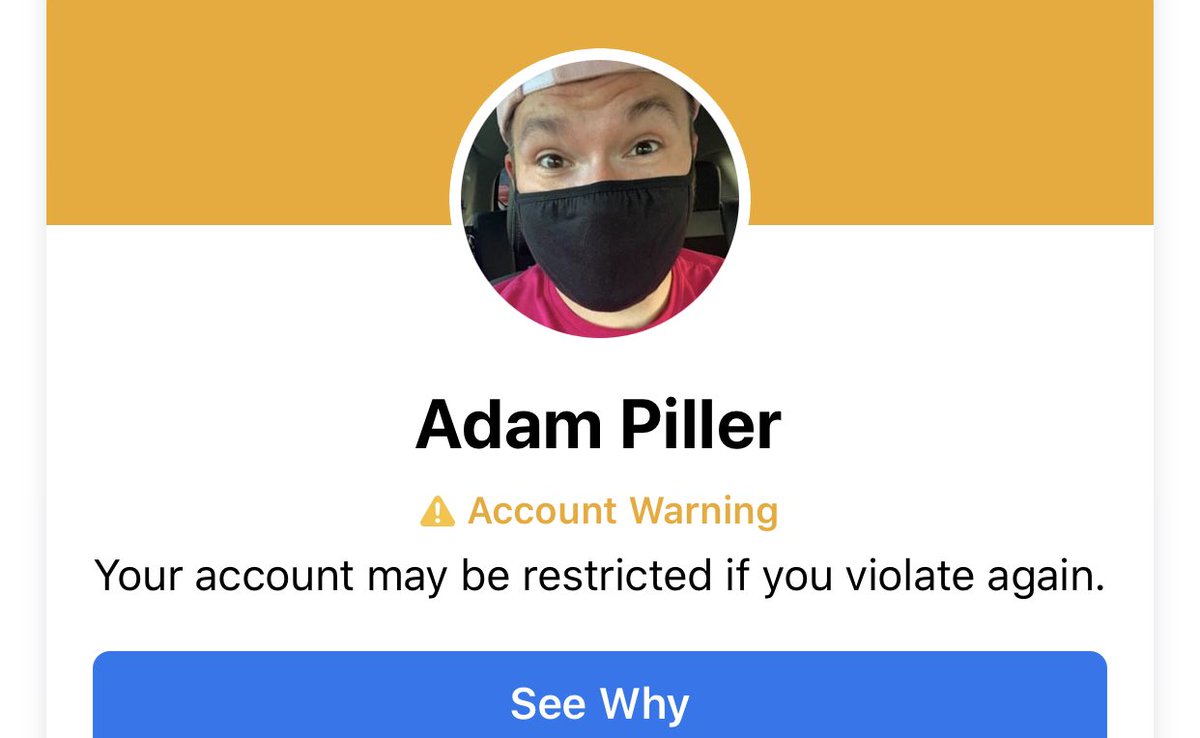 Adam Piller
Account Warning
Your account may be restricted if you violate again.
See Why